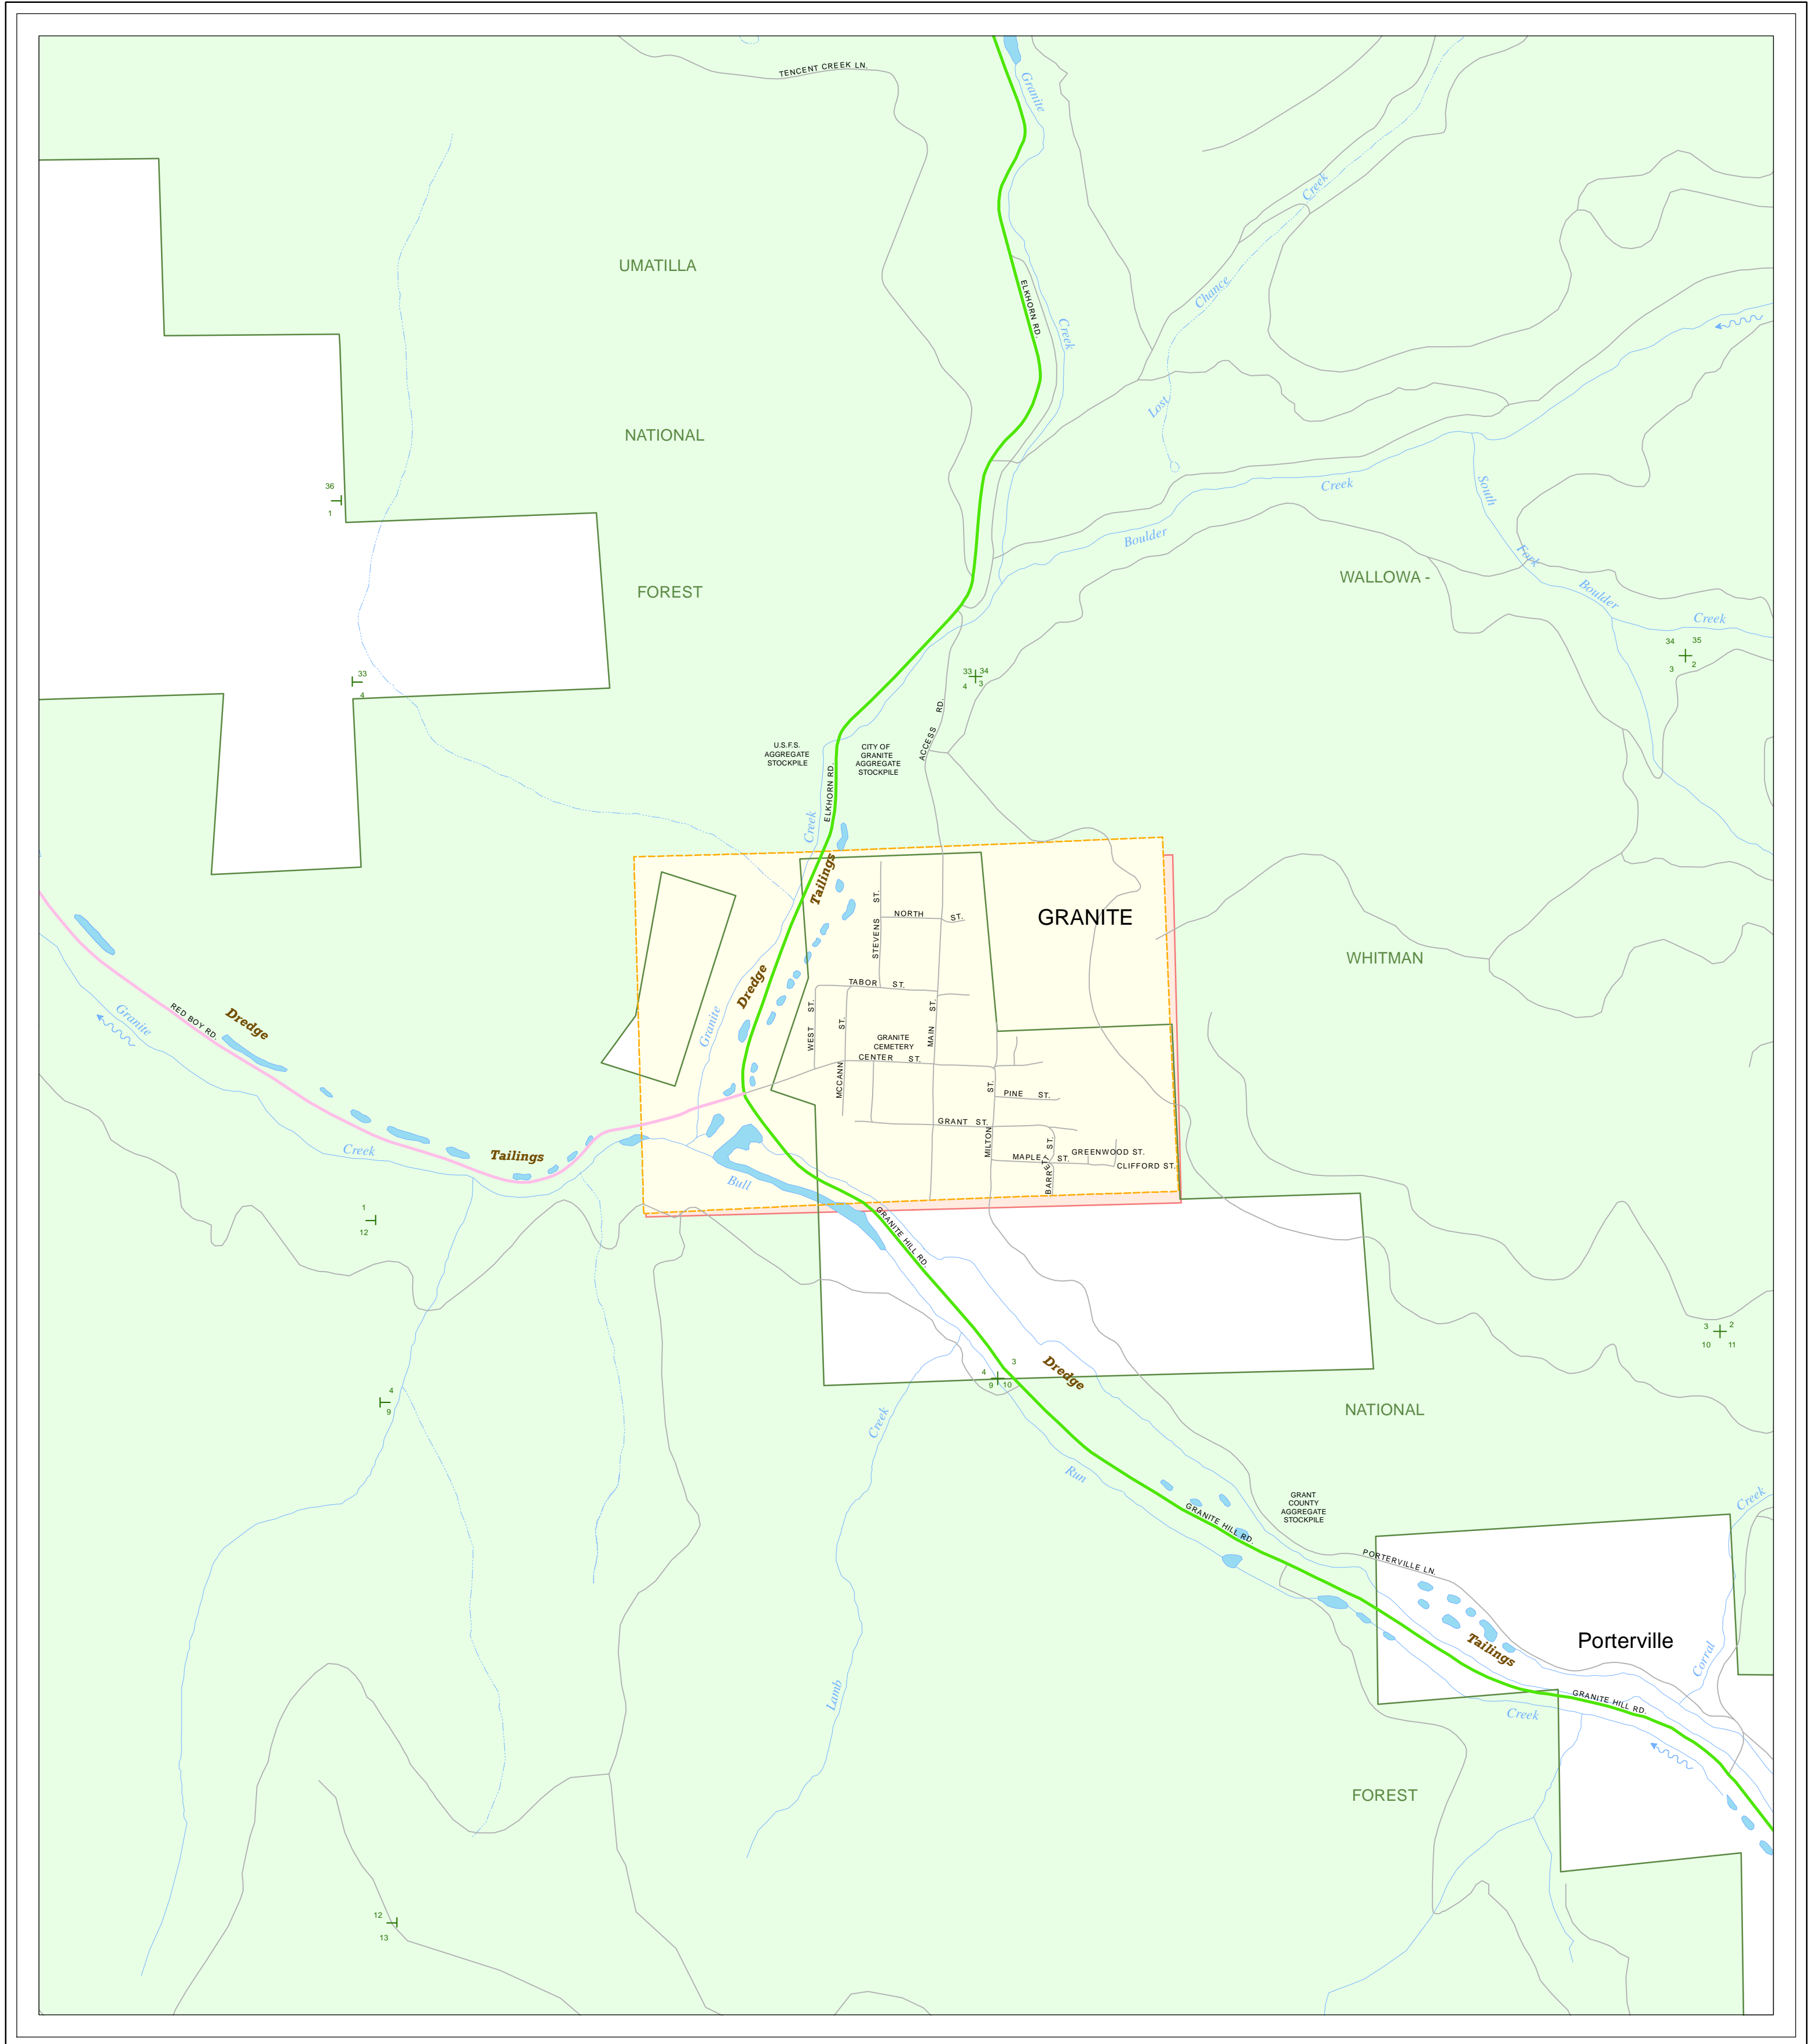 TENCENT CREEK LN.
Granite
Creek
UMATILLA
Chance
ELKHORN RD.
Creek
Lost
NATIONAL
Creek
South
36
1
Boulder
Fork
WALLOWA -
FOREST
Boulder
Creek
34 35
3 2
33 34
4 3
33
4
ACCESS RD.
U.S.F.S.
AGGREGATE
STOCKPILE
CITY OF
GRANITE
AGGREGATE
STOCKPILE
ELKHORN RD.
Creek
Tailings
STEVENS ST.
NORTH ST.
GRANITE
WHITMAN
Dredge
TABOR ST.
Granite
RED BOY RD.
Dredge
Granite
WEST ST.
MCCANN ST.
MAIN ST.
GRANITE
CEMETERY
CENTER ST.
PINE ST.
MILTON ST.
GRANT ST.
Creek
Tailings
MAPLE ST.
BARRETT ST.
GREENWOOD ST.
CLIFFORD ST.
Bull
1
12
GRANITE HILL RD.
3 2
10 11
4 3
9 10
Dredge
4
9
NATIONAL
Creek
Run
GRANT
COUNTY
AGGREGATE
STOCKPILE
Creek
GRANITE HILL RD.
PORTERVILLE LN.
Porterville
Tailings
Corral
Lamb
GRANITE HILL RD.
Creek
FOREST
12
13